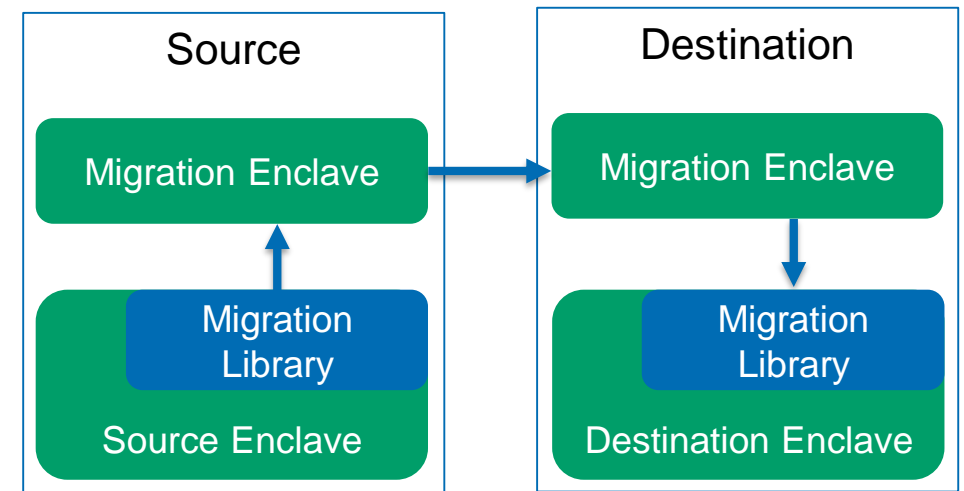 Source
Migration Enclave
Migration
Library
Source Enclave
Destination
Migration Enclave
Migration
Library
Destination Enclave